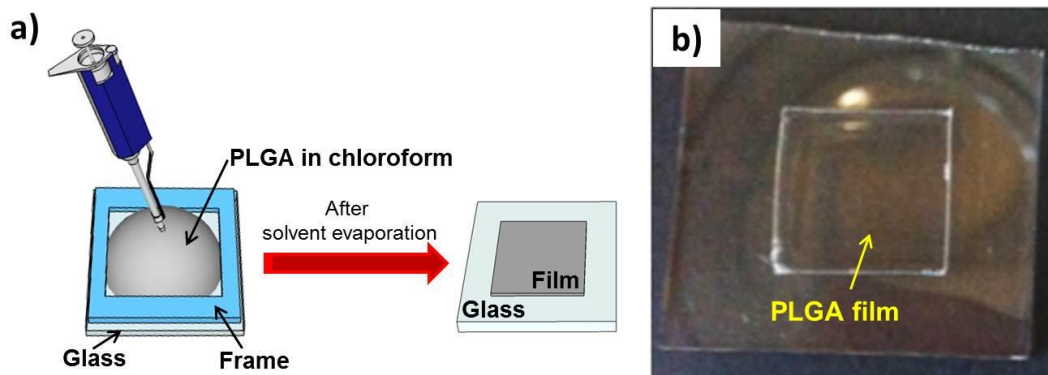 a)
PLGA in chloroform
After
solvent evaporation
Film
Glass
Glass
Frame
b)
PLGA film